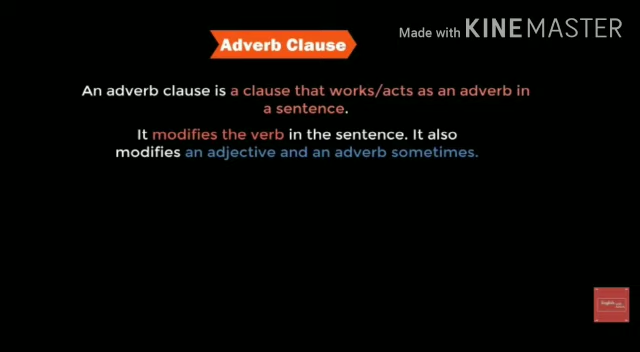 Made with KINEMASTER
Adverb Clause
An adverb clause is a clause that works/acts as an adverb in
a sentence.
It modifies the verb in the sentence. It also
modifies an adjective and an adverb sometimes.